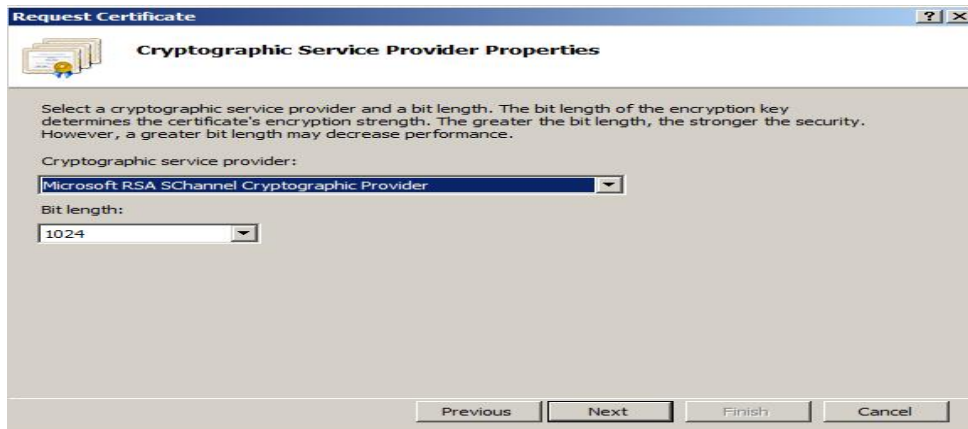 Request Certificate
Cryptographic Service Provider Properties
Select a cryptographic service provider and a bit length. The bit length of the encryption key
determines the certificate's encryption strength. The greater the bit length, the stronger the security.
However, a greater bit length may decrease performance.
Cryptographic service provider:
Microsoft RSA SChannel Cryptographic Provider
Bit length:
1024
Previous Next Finish Cancel